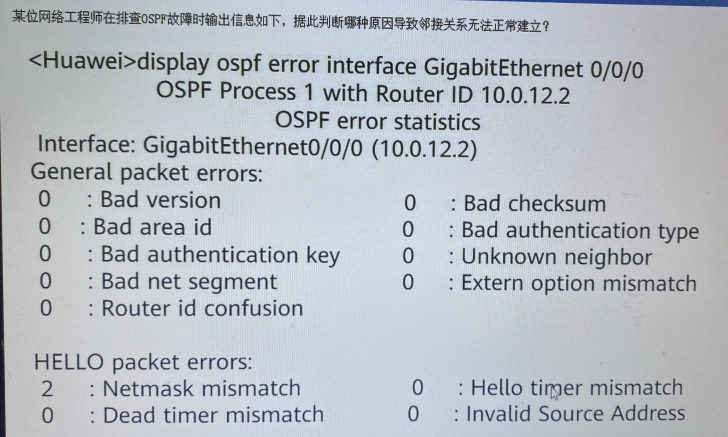 某位网络工程师在排查OSPF故障时输出信息如下，据此判断哪种原因导致邻接关系无法正常建立？
<Huawei>display ospf error interface GigabitEthernet 0/0/0
OSPF Process 1 with Router ID 10.0.12.2
OSPF error statistics
Interface: GigabitEthernet0/0/0 (10.0.12.2)
General packet errors:
0 : Bad version 0 : Bad checksum
0 : Bad area id 0 : Bad authentication type
0 : Bad authentication key 0 : Unknown neighbor
0 : Bad net segment 0 : Extern option mismatch
0 : Router id confusion
HELLO packet errors:
2 : Netmask mismatch 0 : Hello timer mismatch
0 : Dead timer mismatch 0 : Invalid Source Address